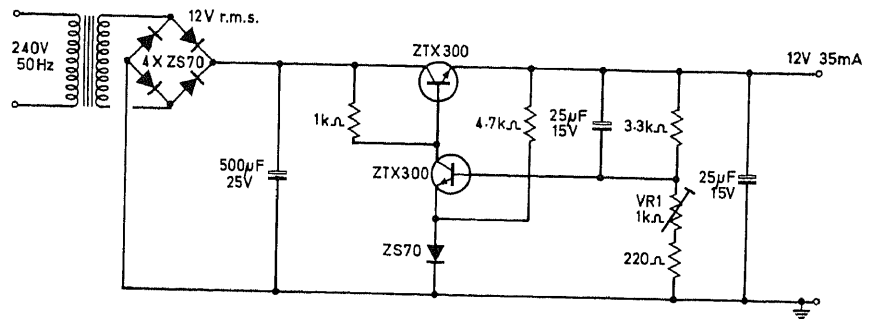 12V r.m.s.
240V
50Hz
4 X ZS70
ZTX300
12V 35mA
1kΩ
4.7kΩ
25µF
15V
3.3kΩ
500µF
25V
ZTX300
VR1
1kΩ
25µF
15V
ZS70
220Ω